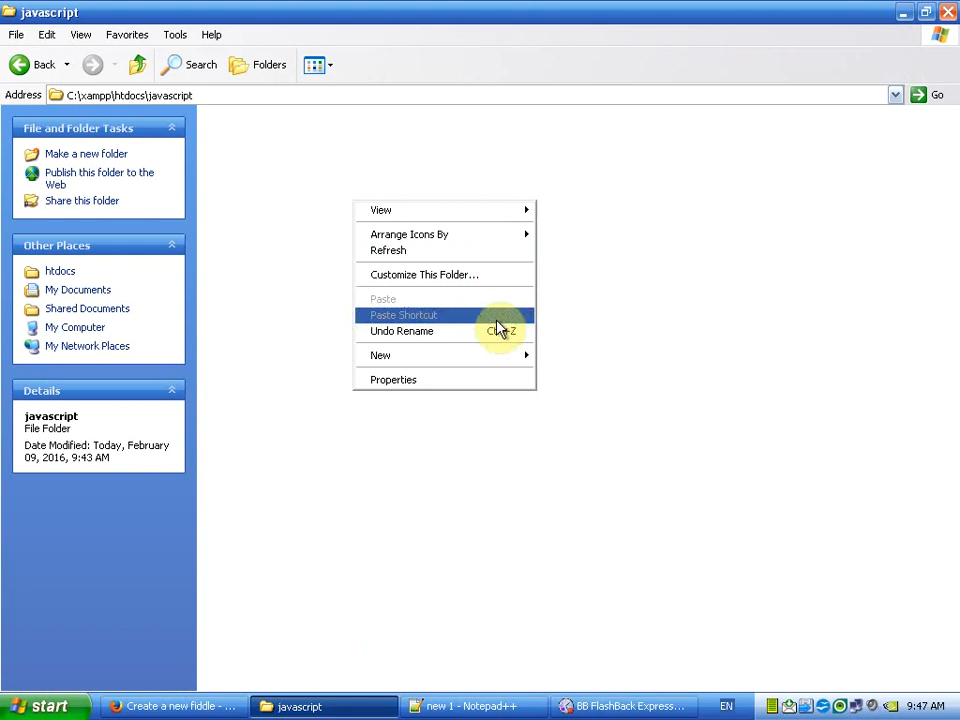 javascript
File Edit View Favorites Tools Help
Back Search Folders
Address C:\xampp\htdocs\javascript Go
File and Folder Tasks
Make a new folder
Publish this folder to the
Web
Share this folder
Other Places
htdocs
My Documents
Shared Documents
My Computer
My Network Places
Details
javascript
File Folder
Date Modified: Today, February
09, 2016, 9:43 AM
View
Arrange Icons By
Refresh
Customize This Folder...
Paste
Paste Shortcut
Undo Rename
New
Properties
start Create a new fiddle - ... javascript new 1 - Notepad++ BB FlashBack Express... EN 9:47 AM